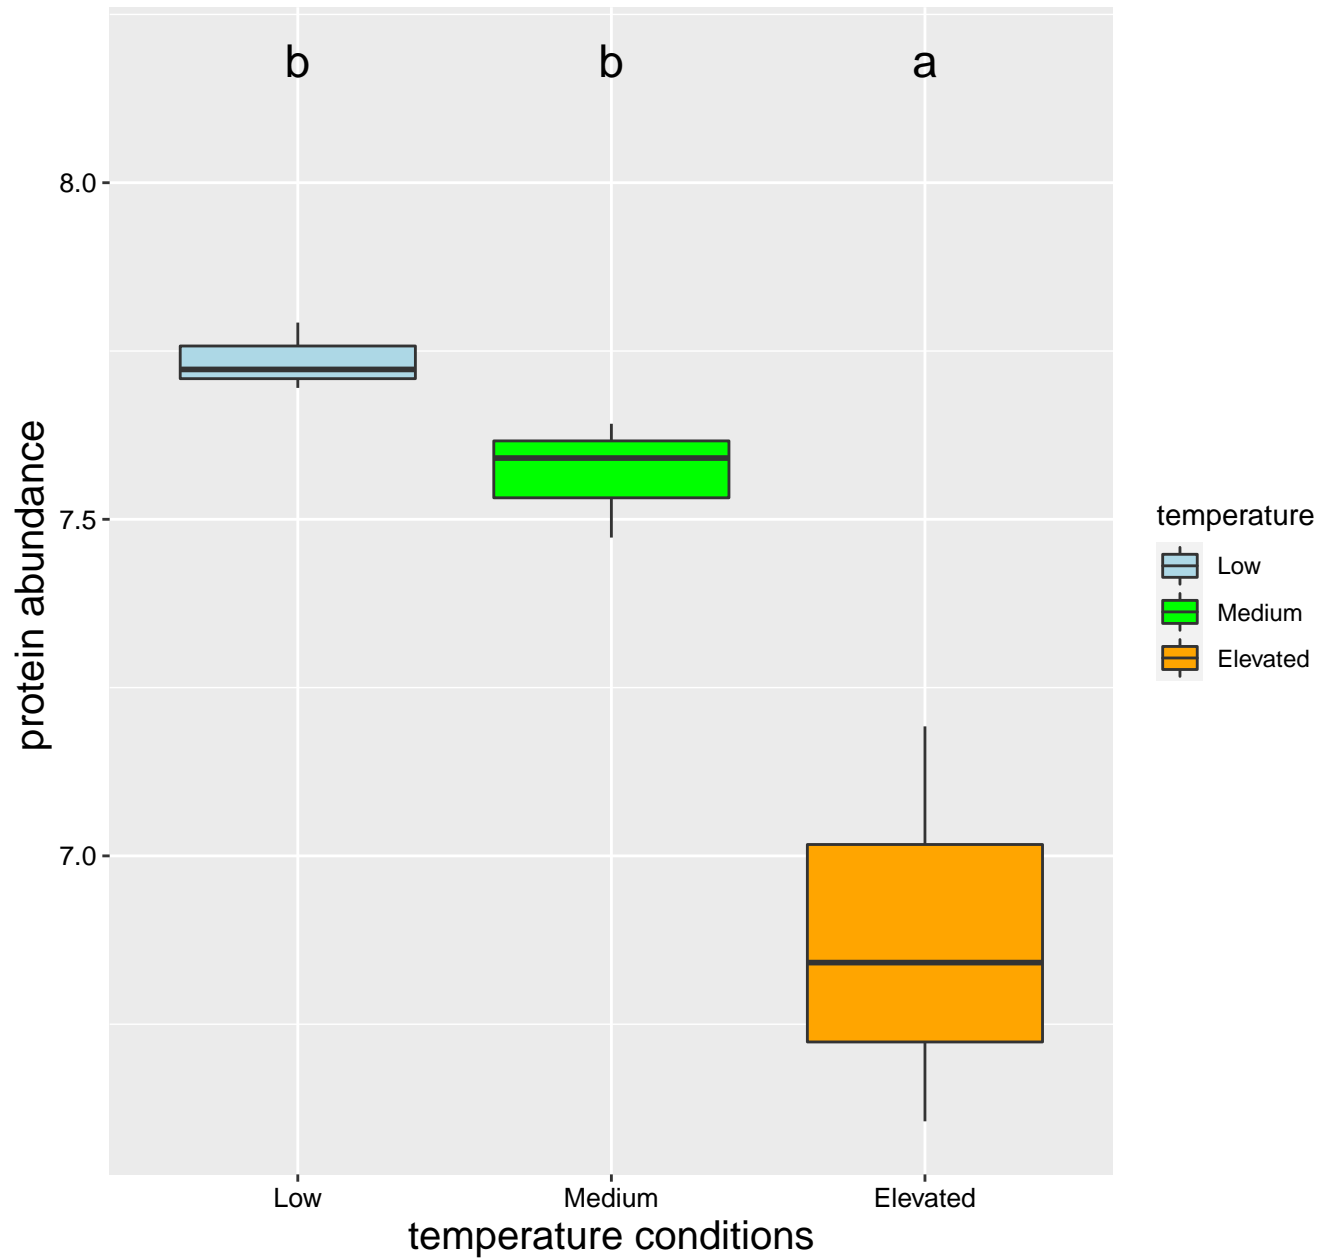 b b a
8.0
7.5
7.0
protein abundance
Low Medium Elevated
temperature conditions
temperature
Low
Medium
Elevated